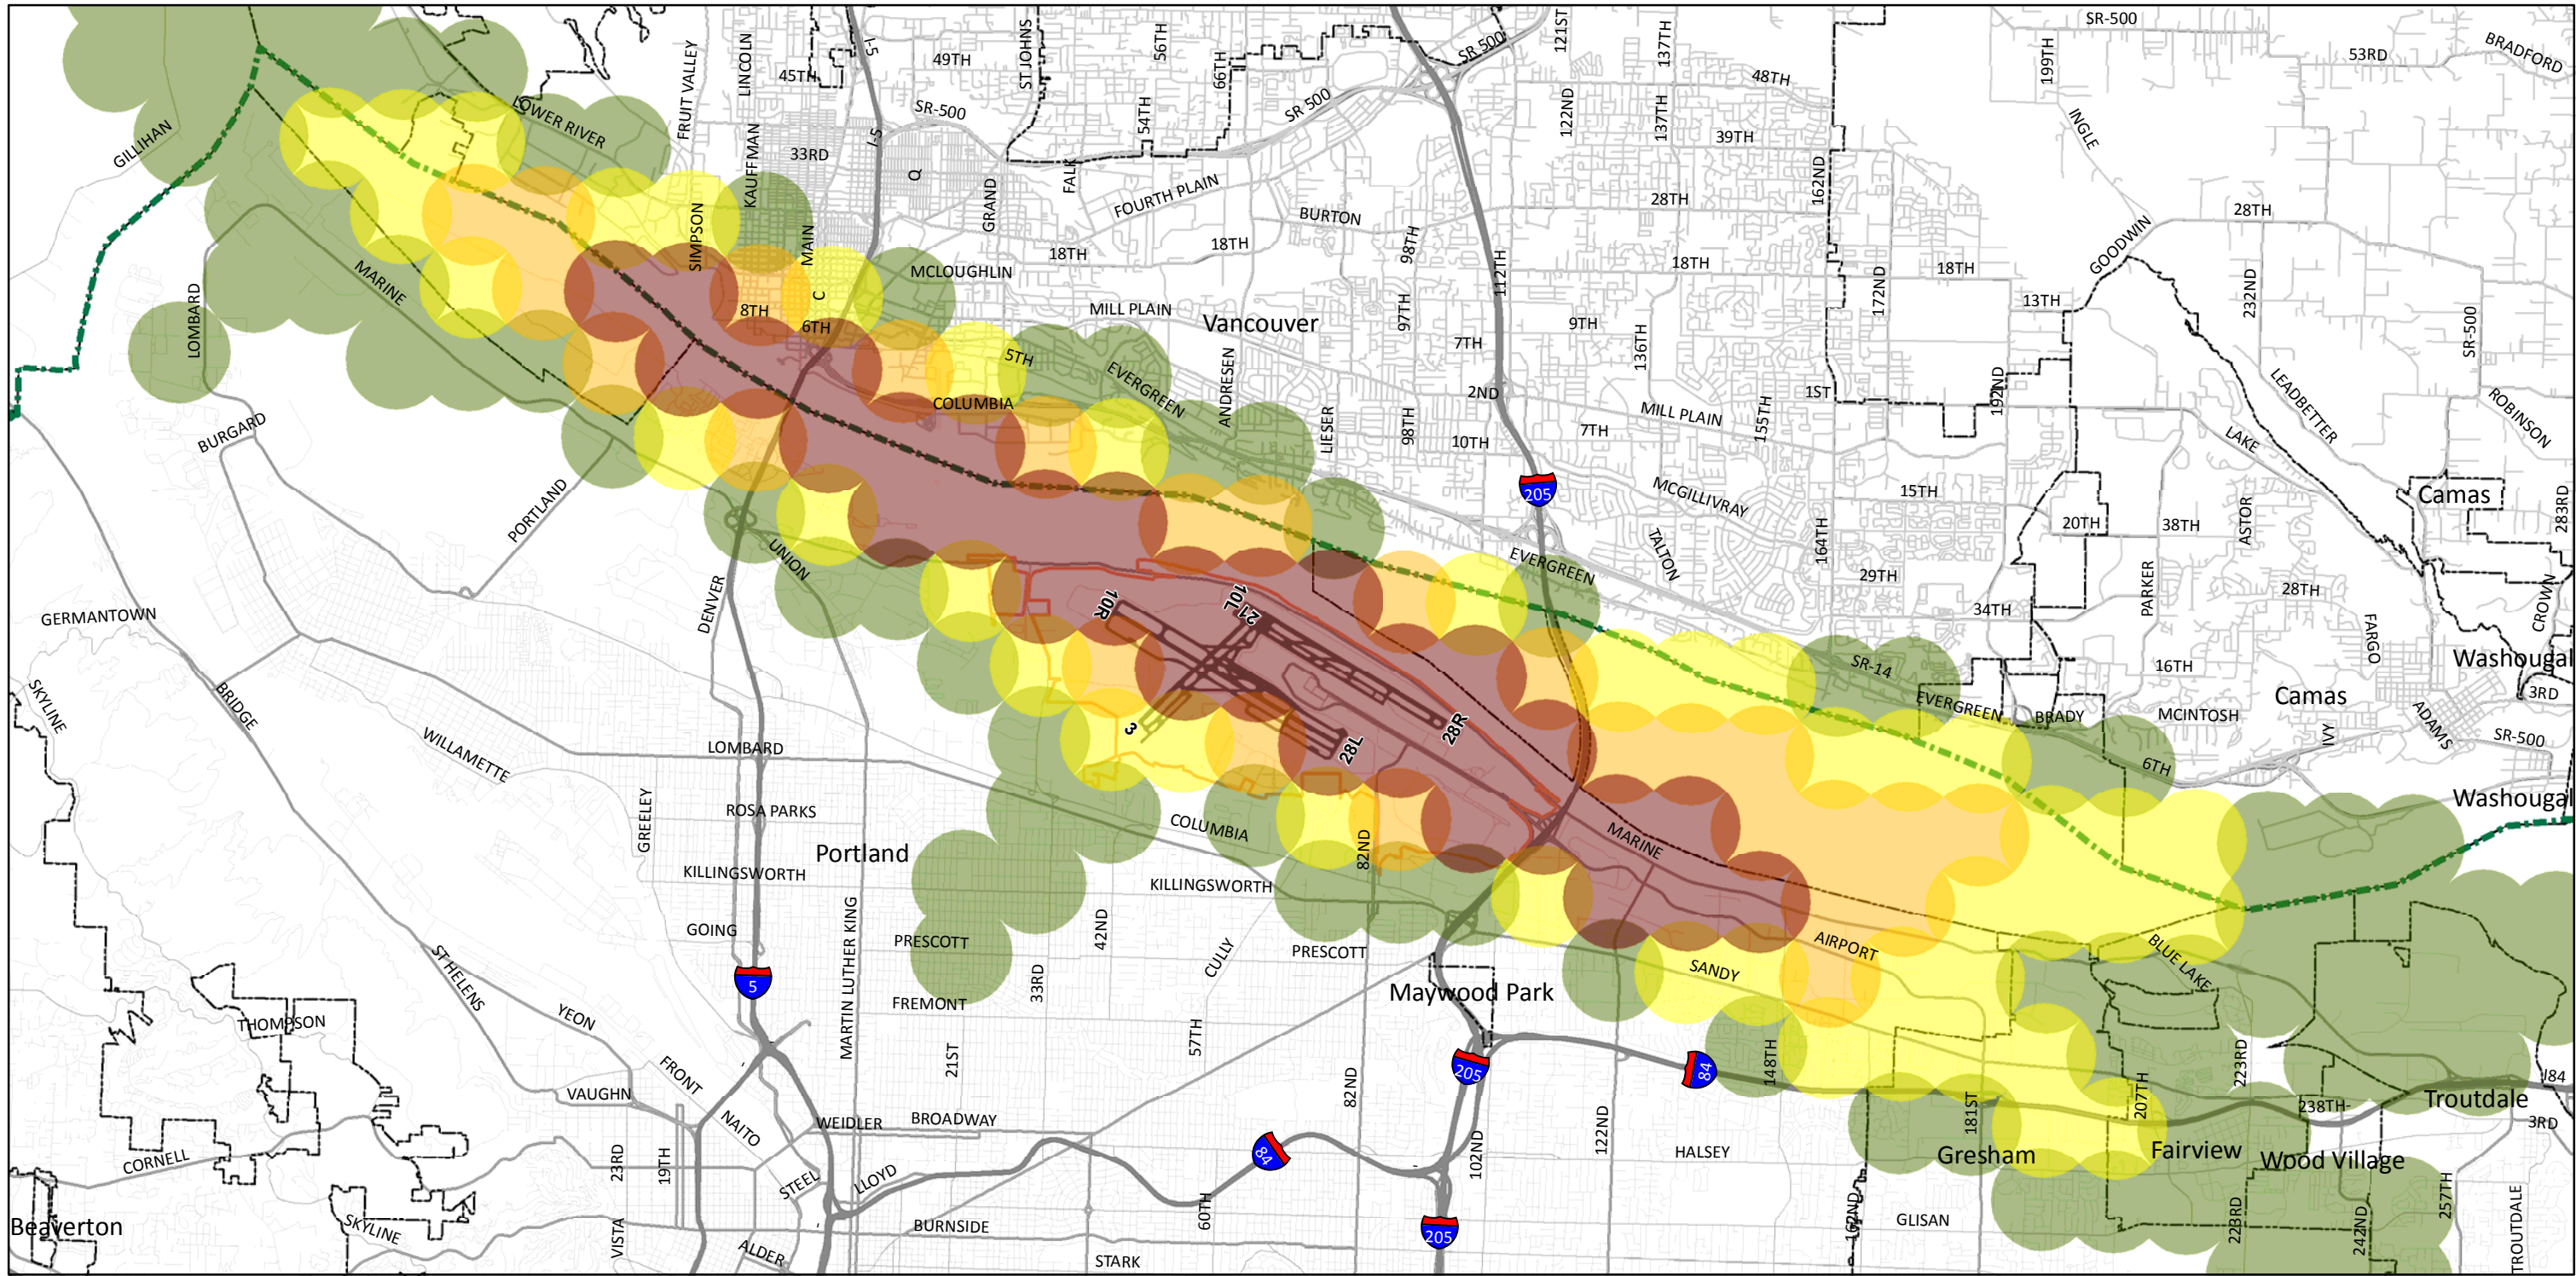 SR-500
121ST
I-5
49TH
ST JOHNS
56TH
66TH
SR 500
137TH
199TH
53RD
BRADFORD
FRUIT VALLEY
LINCOLN
45TH
48TH
LOWER RIVER
SR-500
54TH
SR 500
122ND
137TH
39TH
INGLE
GILLIHAN
KAUFFMAN
33RD
I-5
Q
GRAND
FALK
FOURTH PLAIN
BURTON
28TH
162ND
28TH
GOODWIN
SIMPSON
MAIN
18TH
18TH
98TH
112TH
18TH
172ND
18TH
232ND
MARINE
MCLOUGHLIN
C
8TH
6TH
MILL PLAIN
Vancouver
97TH
9TH
13TH
SR-500
LOMBARD
5TH
EVERGREEN
ANDRESEN
7TH
136TH
LEADBETTER
COLUMBIA
2ND
1ST
192ND
ROBINSON
BURGARD
LIESER
98TH
10TH
7TH
MILL PLAIN
155TH
LAKE
PORTLAND
205
MCGILLIVRAY
15TH
Camas
283RD
20TH
38TH
ASTOR
UNION
EVERGREEN
TALTON
164TH
29TH
34TH
PARKER
28TH
CROWN
GERMANTOWN
DENVER
10R
10L
21
FARGO
SKYLINE
BRIDGE
SR-14
16TH
Washougal
3RD
EVERGREEN
BRADY
MCINTOSH
Camas
IVY
ADAMS
SR-500
WILLAMETTE
LOMBARD
3
28L
28R
6TH
GREELEY
ROSA PARKS
COLUMBIA
82ND
MARINE
Washougal
Portland
KILLINGSWORTH
KILLINGSWORTH
GOING
MARTIN LUTHER KING
PRESCOTT
42ND
CULLY
PRESCOTT
AIRPORT
BLUE LAKE
ST HELENS
5
33RD
SANDY
FREMONT
Maywood Park
THOMPSON
YEON
21ST
57TH
205
84
148TH
223RD
I84
FRONT
VAUGHN
82ND
207TH
238TH-
Troutdale
3RD
NAITO
WEIDLER
BROADWAY
84
102ND
122ND
HALSEY
181ST
Gresham
Fairview
Wood Village
CORNELL
23RD
19TH
STEEL
LLOYD
60TH
162ND
GLISAN
223RD
242ND
257TH
TROUTDALE
Beaverton
SKYLINE
VISTA
ALDER
BURNSIDE
STARK
205